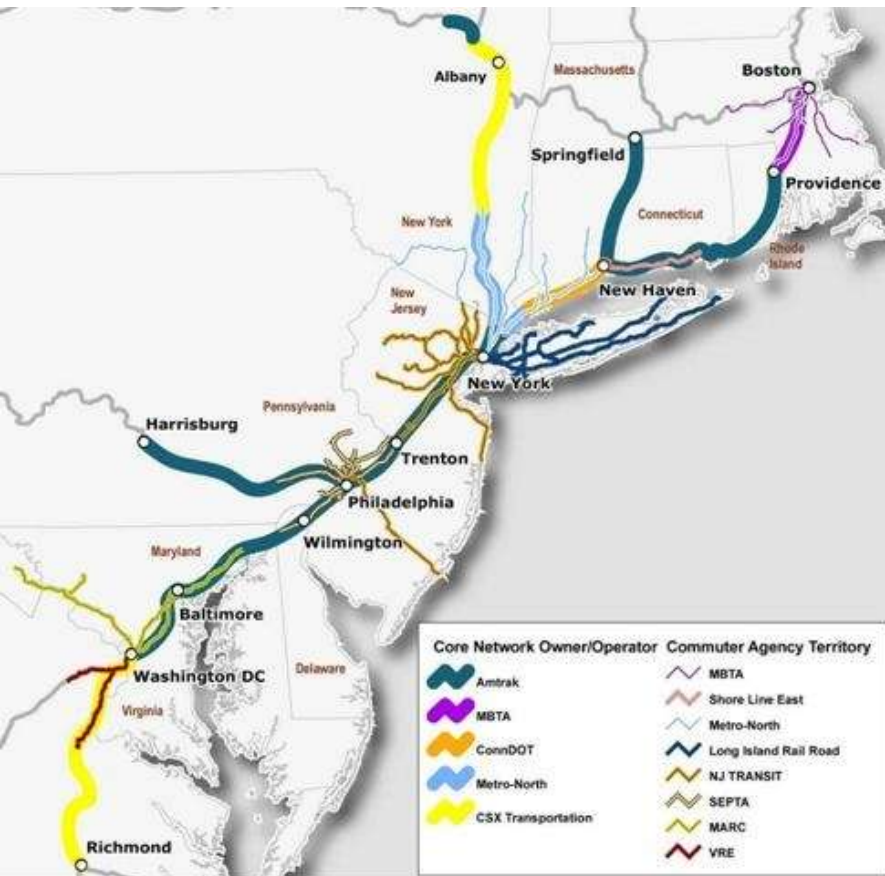 Albany
Massachusetts
Boston
Springfield
Providence
New York
Connecticut
Rhode
Island
New Haven
New
Jersey
New York
Pennsylvania
Harrisburg
Trenton
Philadelphia
Wilmington
Maryland
Baltimore
Washington DC
Delaware
Virginia
Richmond
Core Network Owner/Operator
Amtrak
MBTA
ConnDOT
Metro-North
CSX Transportation
Commuter Agency Territory
MBTA
Shore Line East
Metro-North
Long Island Rail Road
NJ TRANSIT
SEPTA
MARC
VRE